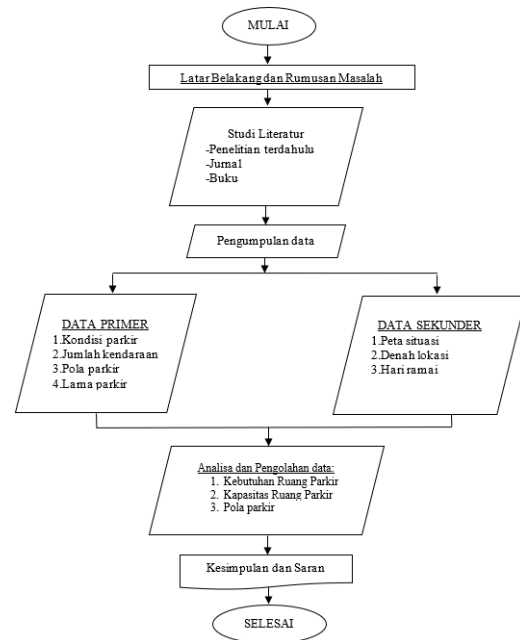 MULAI
Latar Belakang dan Rumusan Masalah
Studi Literatur
-Penelitian terdahulu
-Jurnal
-Buku
Pengumpulan data
DATA PRIMER
1.Kondisi parkir
2.Jumlah kendaraan
3.Pola parkir
4.Lama parkir
DATA SEKUNDER
1.Peta situasi
2.Denah lokasi
3.Hari ramai
Analisa dan Pengolahan data:
1. Kebutuhan Ruang Parkir
2. Kapasitas Ruang Parkir
3. Pola parkir
Kesimpulan dan Saran
SELESAI